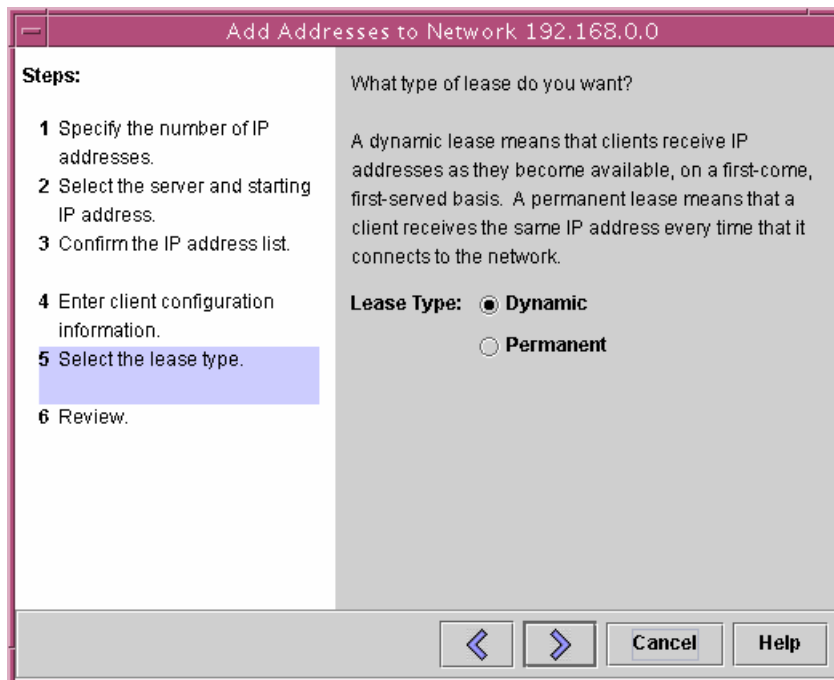 Add Addresses to Network 192.168.0.0
Steps:
1 Specify the number of IP
addresses.
2 Select the server and starting
IP address.
3 Confirm the IP address list.
4 Enter client configuration
information.
5 Select the lease type.
6 Review.
What type of lease do you want?
A dynamic lease means that clients receive IP
addresses as they become available, on a first-come,
first-served basis. A permanent lease means that a
client receives the same IP address every time that it
connects to the network.
Lease Type: Dynamic
Permanent
Cancel Help